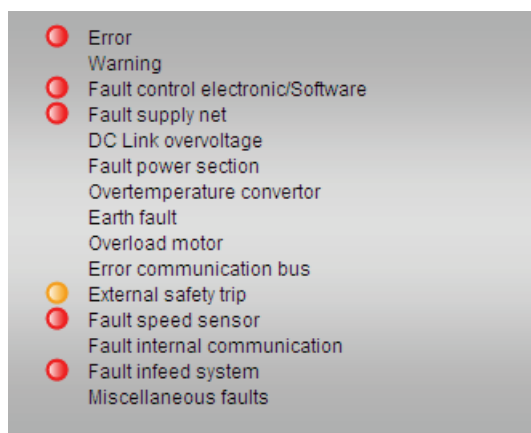 Error
Warning
Fault control electronic/Software
Fault supply net
DC Link overvoltage
Fault power section
Overtemperature convertor
Earth fault
Overload motor
Error communication bus
External safety trip
Fault speed sensor
Fault internal communication
Fault infeed system
Miscellaneous faults